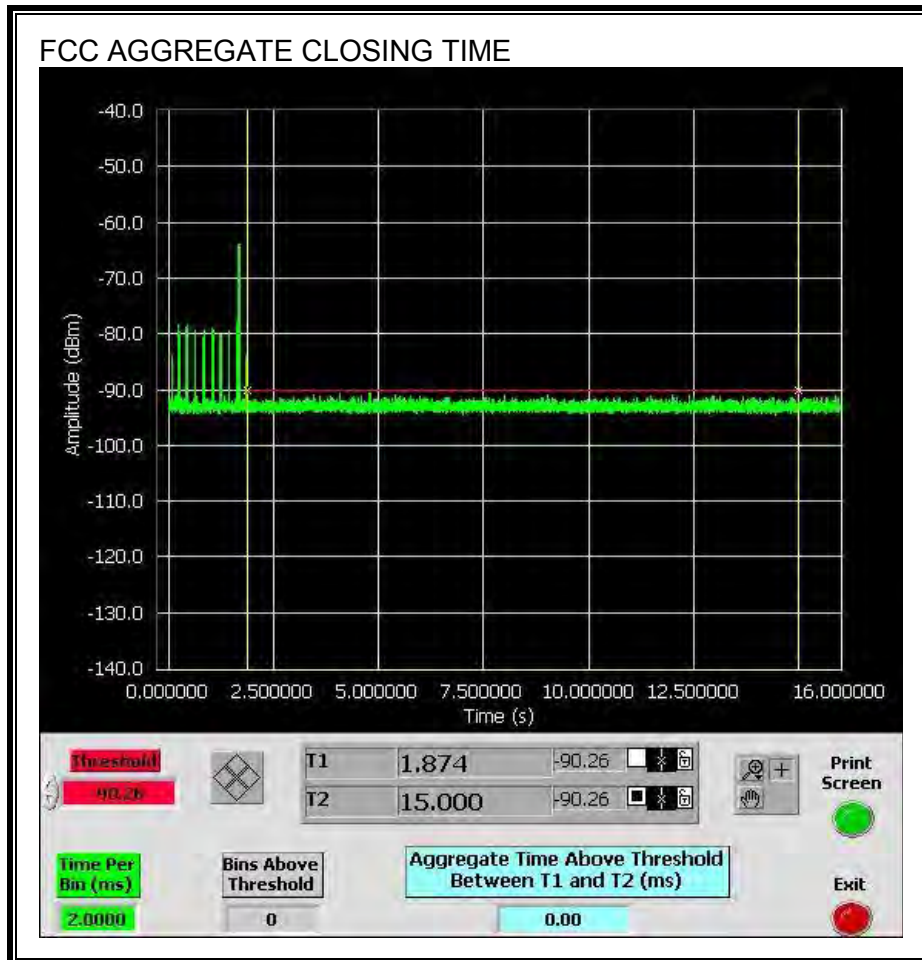 FCC AGGREGATE CLOSING TIME
-40.0
-50.0
-60.0
-70.0
-80.0
-90.0
-100.0
-110.0
-120.0
-130.0
-140.0
Amplitude (dBm)
0.000000 2.500000 5.000000 7.500000 10.000000 12.500000 16.000000
Time (s)
Threshold
-90.26
T1 1.874 -90.26
T2 15.000 -90.26
Print
Screen
Time Per
Bin (ms)
2.0000
Bins Above
Threshold
0
Aggregate Time Above Threshold
Between T1 and T2 (ms)
0.00
Exit